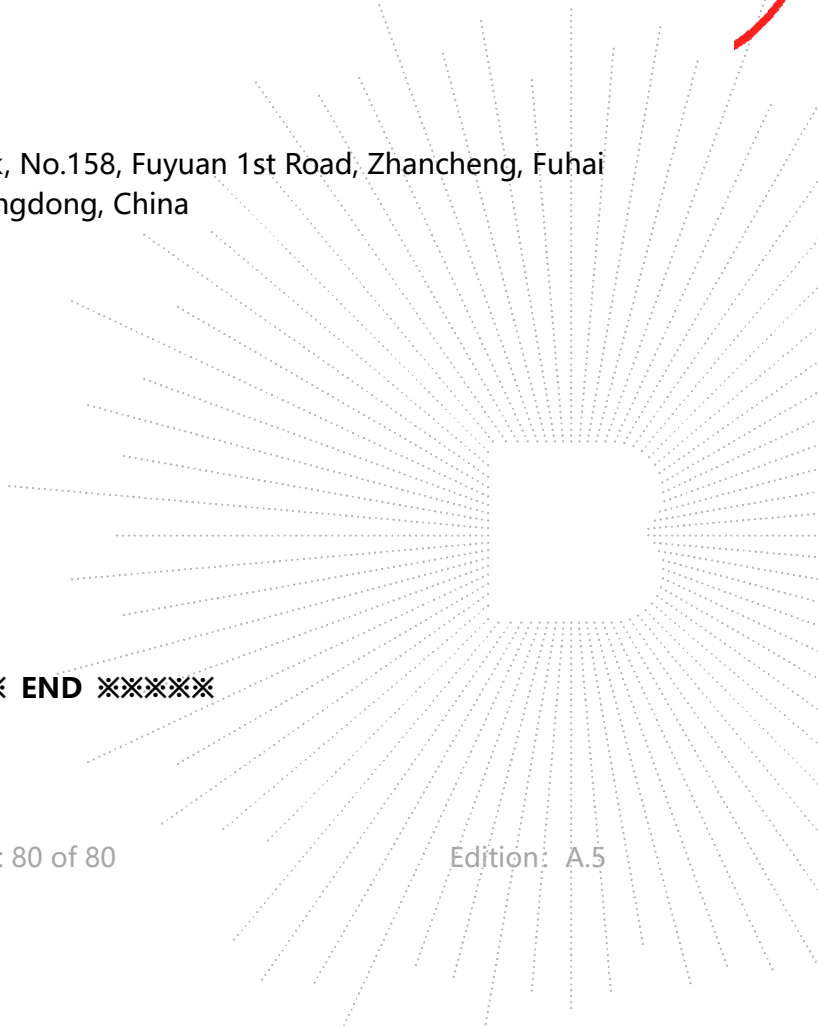 , No.158, Fuyuan 1st Road, Zhancheng, Fuhai
ngdong, China
※ END ※※※※※
: 80 of 80 Edition： A.5